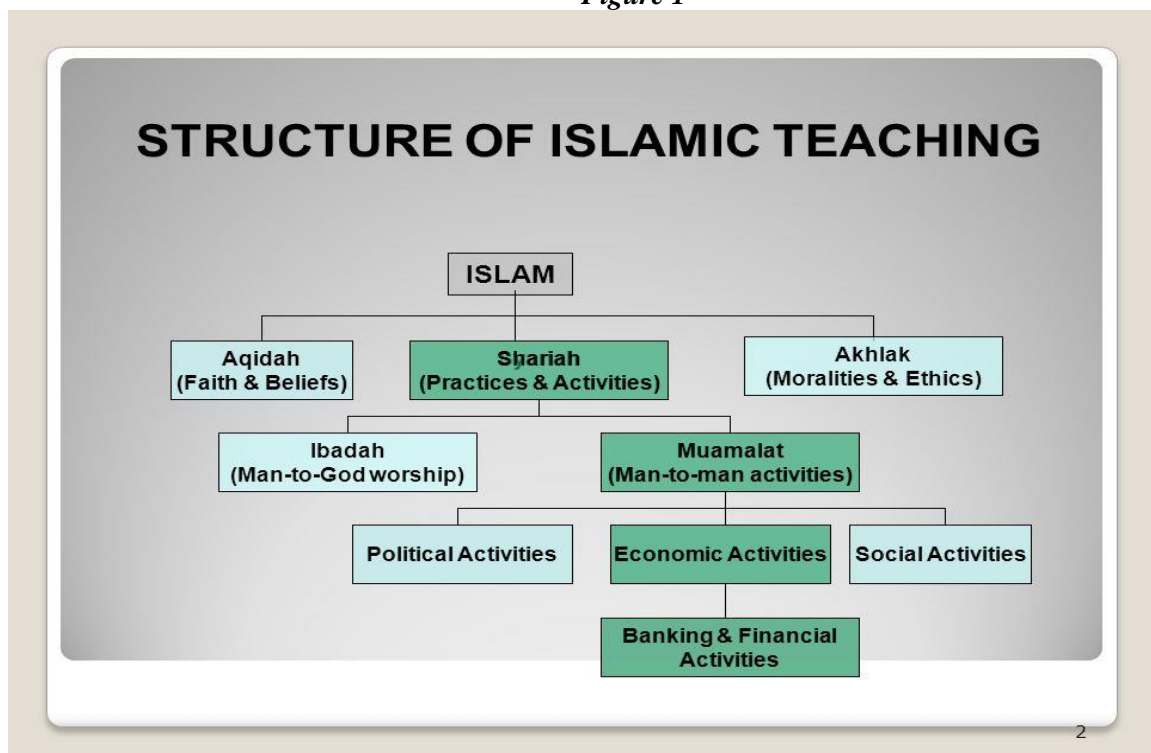 Figure 1
STRUCTURE OF ISLAMIC TEACHING
ISLAM
Aqidah
(Faith & Beliefs)
Shariah
(Practices & Activities)
Akhlak
(Moralities & Ethics)
Ibadah
(Man-to-God worship)
Muamalat
(Man-to-man activities)
Political Activities
Economic Activities
Social Activities
Banking & Financial
Activities
2